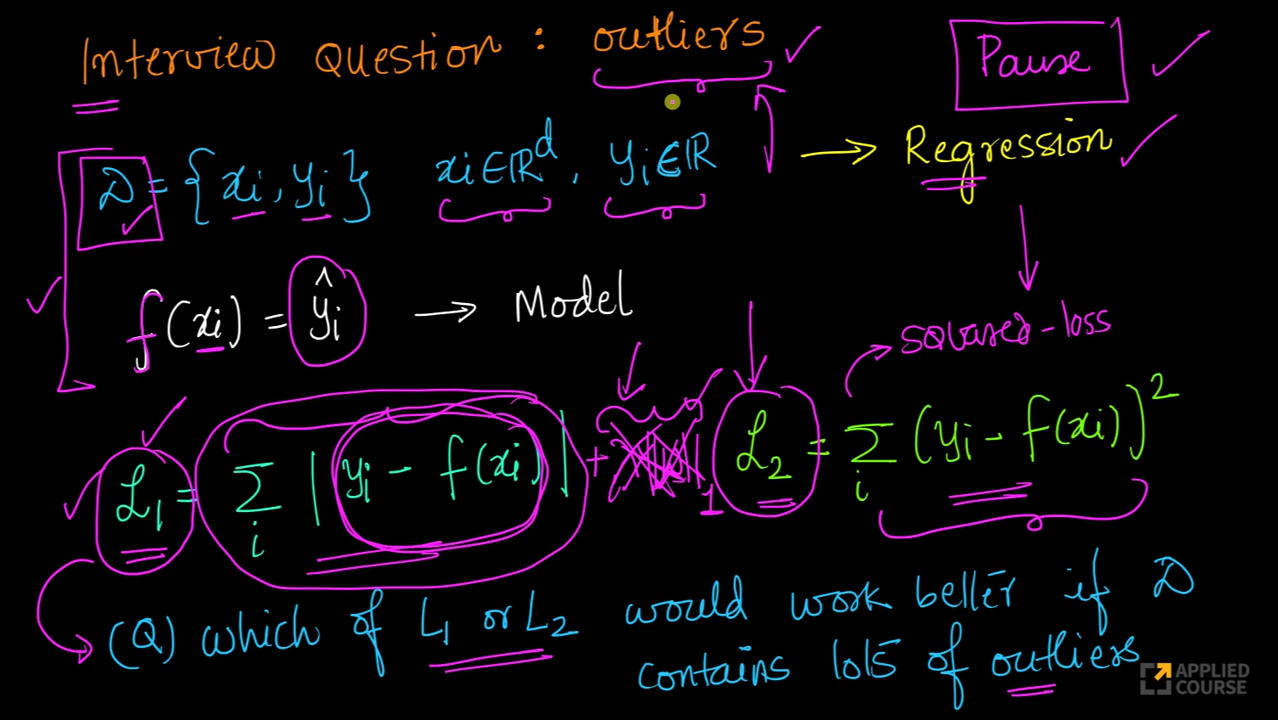 Interview Question : outliers
Pause
D = {xi, yi} xi ∈ ℝ^d, yi ∈ ℝ → Regression
f(xi) = ŷi → Model
squared-loss
L1 = Σi | yi - f(xi) | + 1
L2 = Σi (yi - f(xi))^2
(Q) which of L1 or L2 would work better if D
contains lots of outliers
APPLIED
COURSE